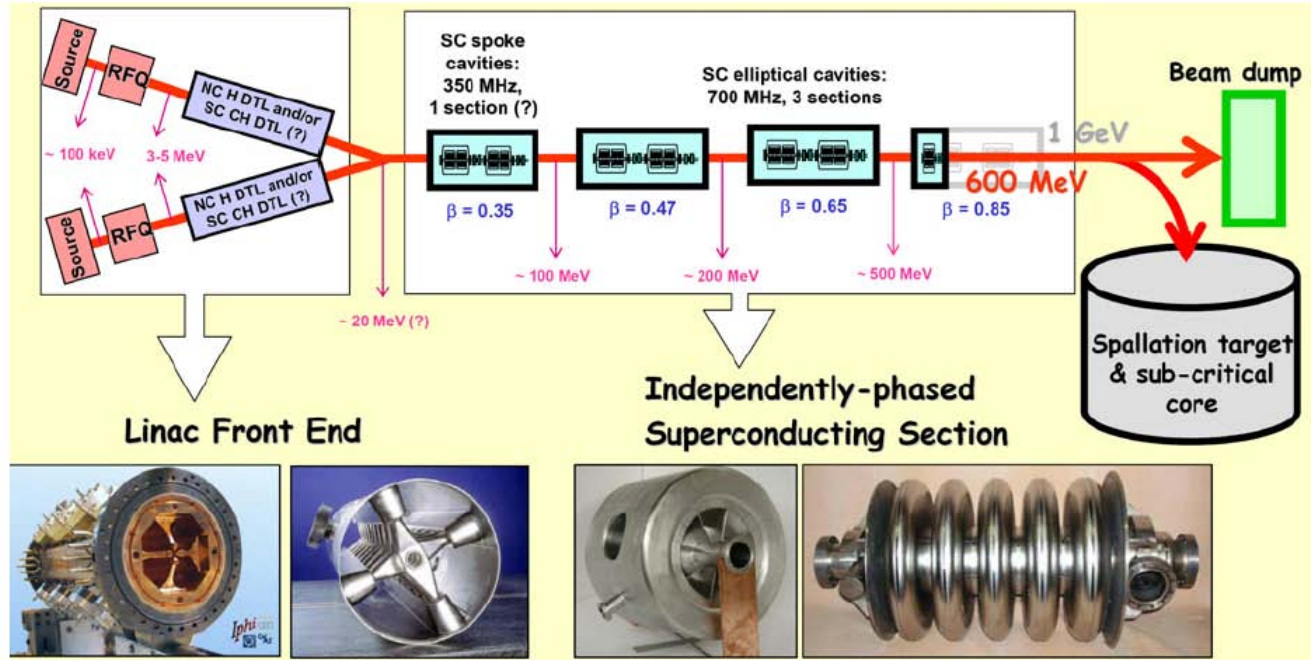 Source
RFQ
NC H DTL and/or
SC CH DTL (?)
~ 100 keV
3-5 MeV
Source
RFQ
NC H DTL and/or
SC CH DTL (?)
~ 20 MeV (?)
SC spoke
cavities:
350 MHz,
1 section (?)
SC elliptical cavities:
700 MHz, 3 sections
β = 0.35
β = 0.47
β = 0.65
β = 0.85
~ 100 MeV
~ 200 MeV
~ 500 MeV
1 GeV
600 MeV
Beam dump
Spallation target
& sub-critical
core
Linac Front End
Independently-phased
Superconducting Section
Iphi